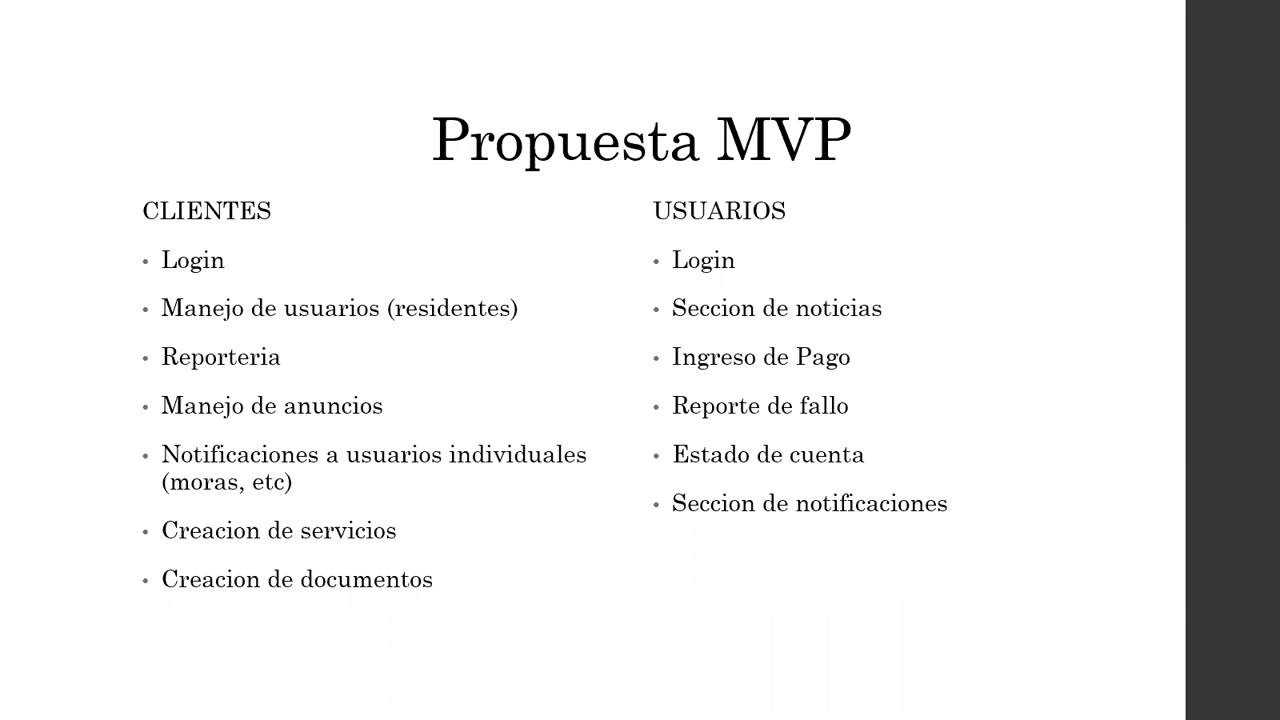 Propuesta MVP
CLIENTES
• Login
• Manejo de usuarios (residentes)
• Reporteria
• Manejo de anuncios
• Notificaciones a usuarios individuales
(moras, etc)
• Creacion de servicios
• Creacion de documentos
USUARIOS
• Login
• Seccion de noticias
• Ingreso de Pago
• Reporte de fallo
• Estado de cuenta
• Seccion de notificaciones